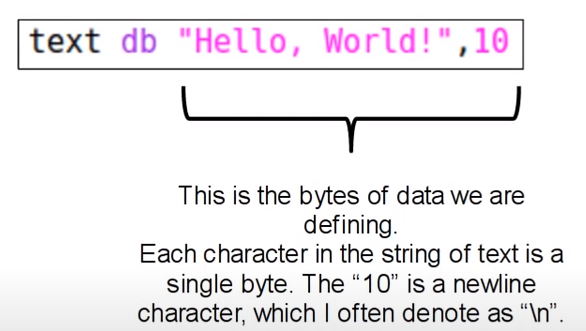 text db "Hello, World!",10
This is the bytes of data we are
defining.
Each character in the string of text is a
single byte. The “10” is a newline
character, which I often denote as “\n”.